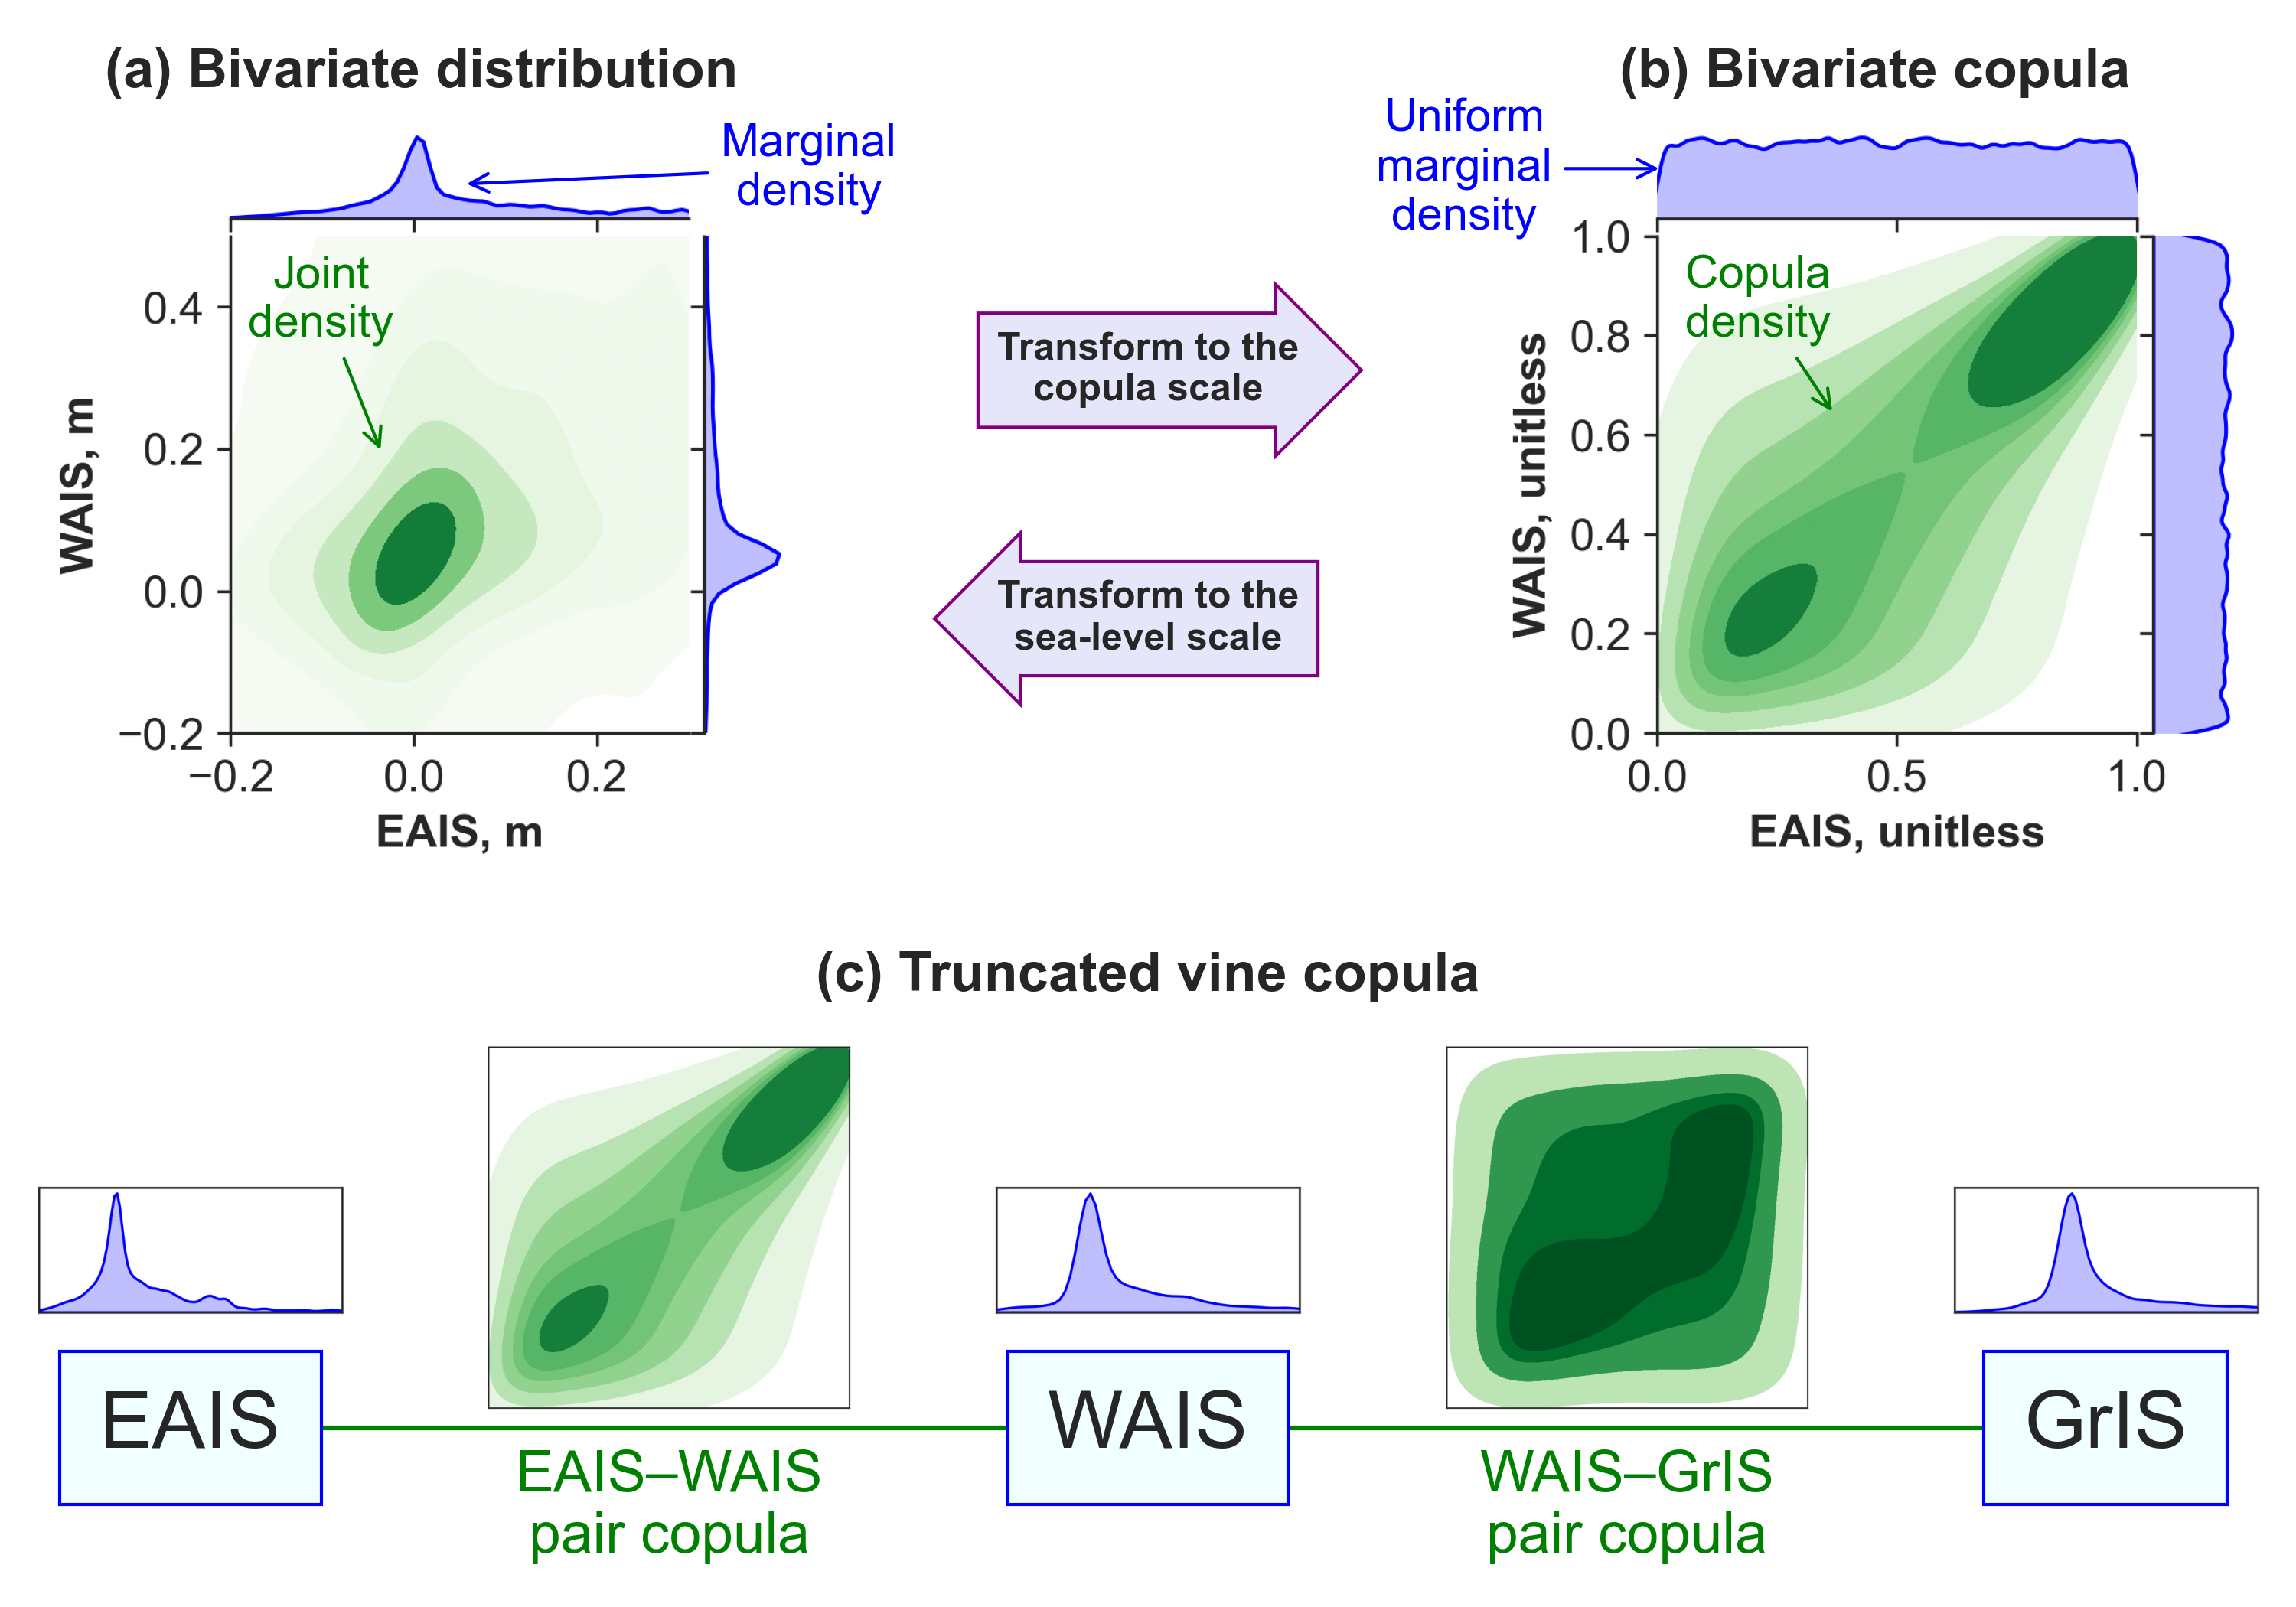 (a) Bivariate distribution
Marginal
density
Joint
density
0.4
0.2
0.0
−0.2
WAIS, m
−0.2
0.0
0.2
EAIS, m
Transform to the
copula scale
Transform to the
sea-level scale
(b) Bivariate copula
Uniform
marginal
density
Copula
density
1.0
0.8
0.6
0.4
0.2
0.0
WAIS, unitless
0.0
0.5
1.0
EAIS, unitless
(c) Truncated vine copula
EAIS
EAIS–WAIS
pair copula
WAIS
WAIS–GrIS
pair copula
GrIS